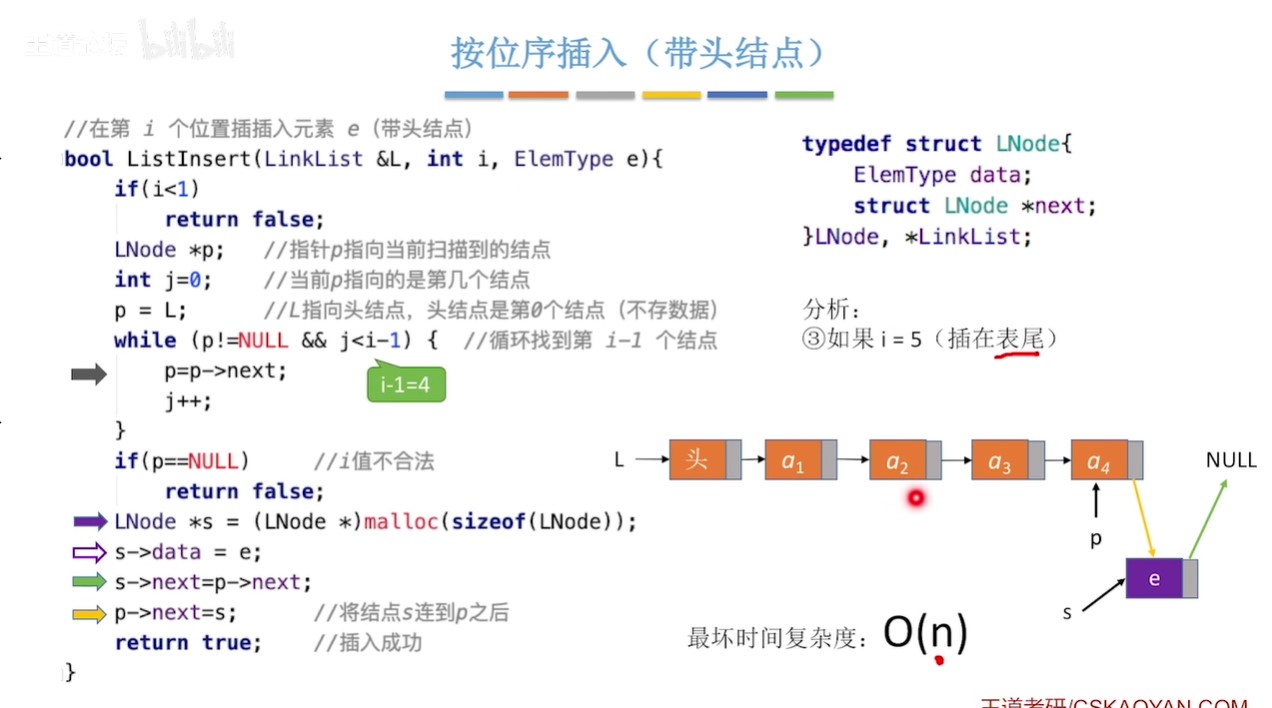 bilibili
按位序插入（带头结点）
//在第 i 个位置插插入元素 e（带头结点）
bool ListInsert(LinkList &L, int i, ElemType e){
if(i<1)
return false;
LNode *p; //指针p指向当前扫描到的结点
int j=0; //当前p指向的是第几个结点
p = L; //L指向头结点，头结点是第0个结点（不存数据）
while (p!=NULL && j<i-1) { //循环找到第 i-1 个结点
p=p->next;
i-1=4
j++;
}
if(p==NULL) //i值不合法
return false;
LNode *s = (LNode *)malloc(sizeof(LNode));
s->data = e;
s->next=p->next;
p->next=s; //将结点s连到p之后
return true; //插入成功
}
typedef struct LNode{
ElemType data;
struct LNode *next;
}LNode, *LinkList;
分析：
③如果 i = 5（插在表尾）
L 头 a1 a2 a3 a4 NULL
p
e
s
最坏时间复杂度：O(n)
王道考研/CSKAOYAN.COM